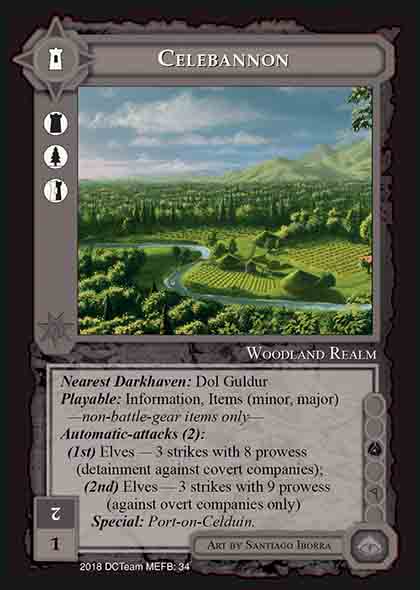 Celebannon
Woodland Realm
Nearest Darkhaven: Dol Guldur
Playable: Information, Items (minor, major)
—non-battle-gear items only—
Automatic-attacks (2):
(1st) Elves — 3 strikes with 8 prowess
(detainment against covert companies);
(2nd) Elves — 3 strikes with 9 prowess
(against overt companies only)
Special: Port-on-Celduin.
2
1
Art by Santiago Iborra
2018 DCTeam MEFB: 34